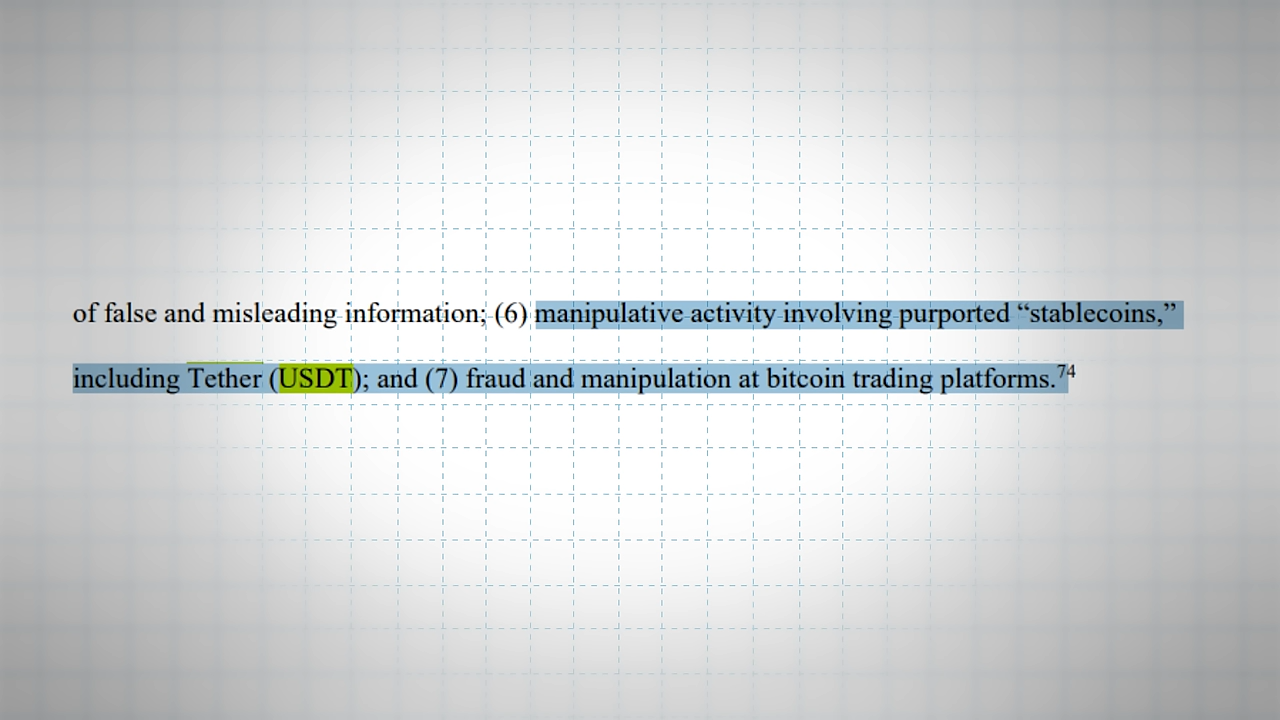 of false and misleading information; (6) manipulative activity involving purported “stablecoins,”
including Tether (USDT); and (7) fraud and manipulation at bitcoin trading platforms.74